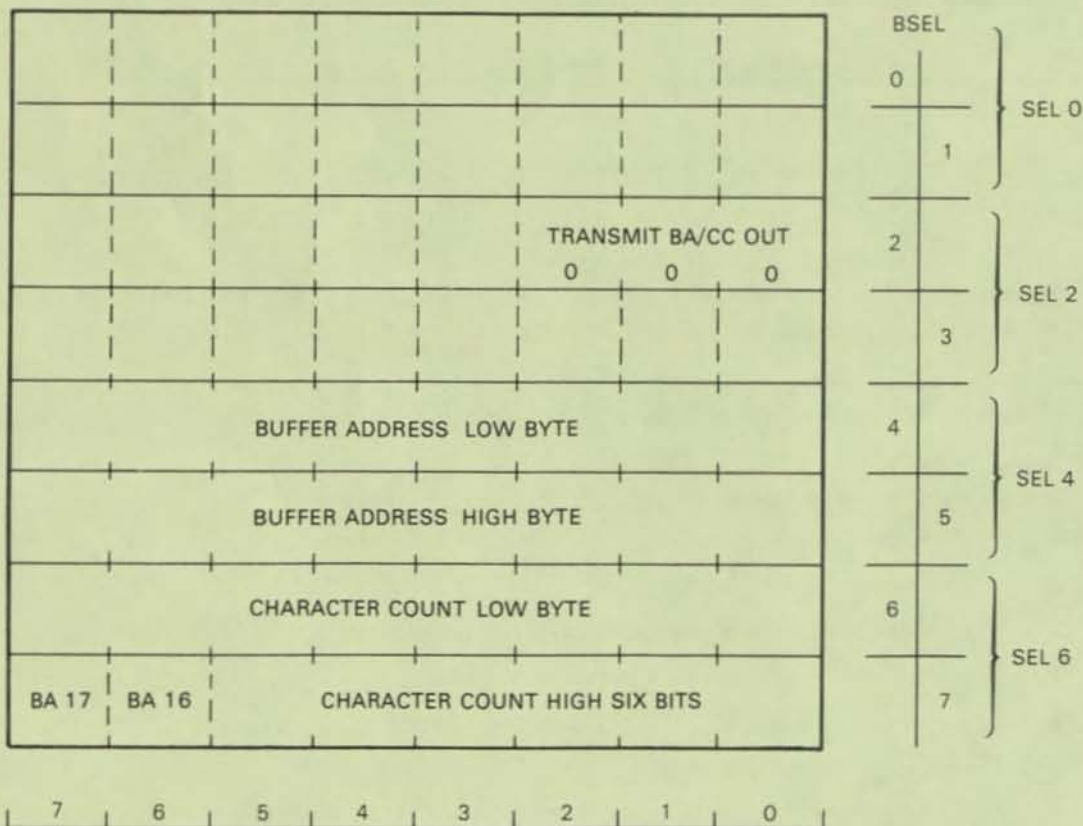 BSEL
0
SEL 0
1
TRANSMIT BA/CC OUT
0 0 0
2
SEL 2
3
BUFFER ADDRESS LOW BYTE
4
SEL 4
BUFFER ADDRESS HIGH BYTE
5
CHARACTER COUNT LOW BYTE
6
SEL 6
BA 17 BA 16 CHARACTER COUNT HIGH SIX BITS
7
7 6 5 4 3 2 1 0